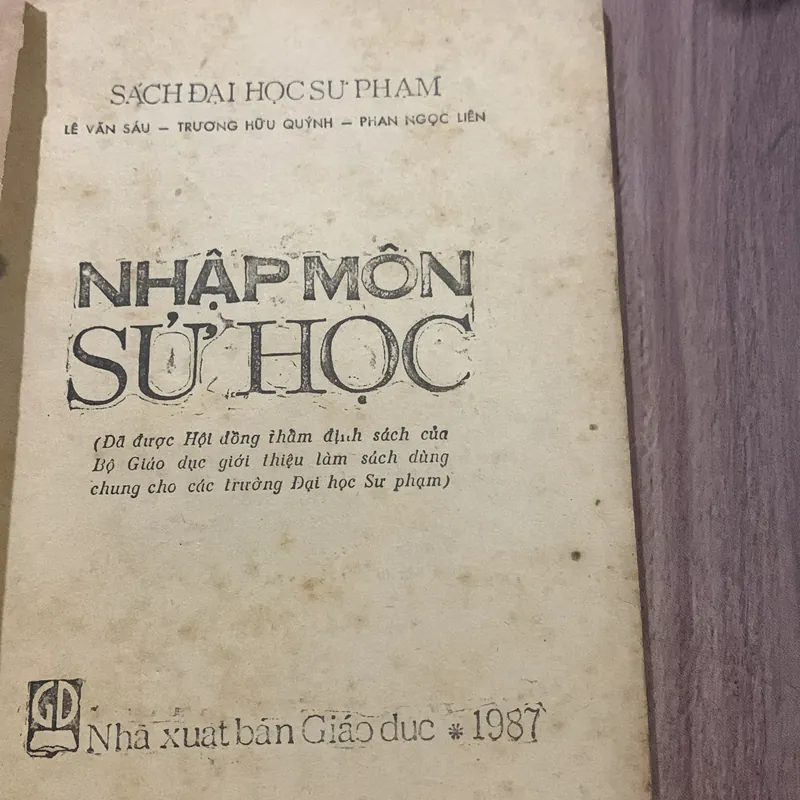 SÁCH ĐẠI HỌC SƯ PHẠM
LÊ VĂN SÁU — TRƯƠNG HỮU QUÝNH — PHAN NGỌC LIÊN
NHẬP MÔN
SỬ HỌC
(Đã được Hội đồng thẩm định sách của
Bộ Giáo dục giới thiệu làm sách dùng
chung cho các trường Đại học Sư phạm)
GD
Nhà xuất bản Giáo dục * 1987